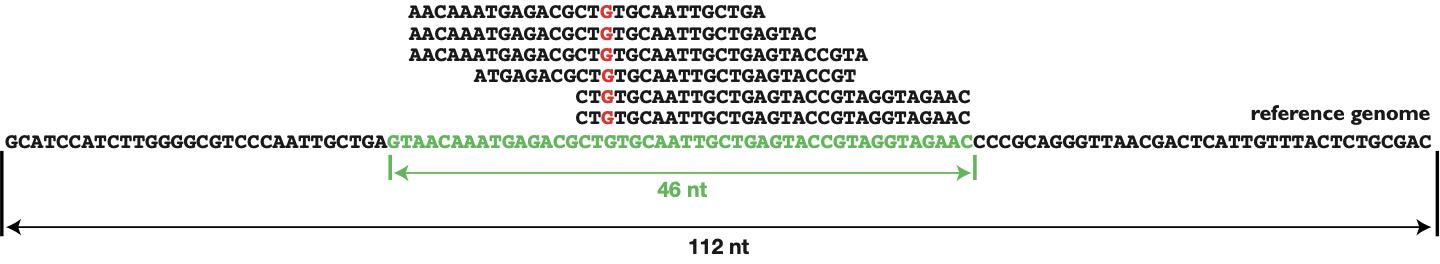 AACAAATGAGACGCTGTGCAATTGCTGA
AACAAATGAGACGCTGTGCAATTGCTGAGTAC
AACAAATGAGACGCTGTGCAATTGCTGAGTACCGTA
ATGAGACGCTGTGCAATTGCTGAGTACCGT
CTGTGCAATTGCTGAGTACCGTAGGTAGAAC
CTGTGCAATTGCTGAGTACCGTAGGTAGAAC
reference genome
GCATCCATCTTGGGGCGTCCCAATTGCTGAGTAACAAATGAGACGCTGTGCAATTGCTGAGTACCGTAGGTAGAACCCCGCAGGGTTAACGACTCATTGTTTACTCTGCGAC
46 nt
112 nt